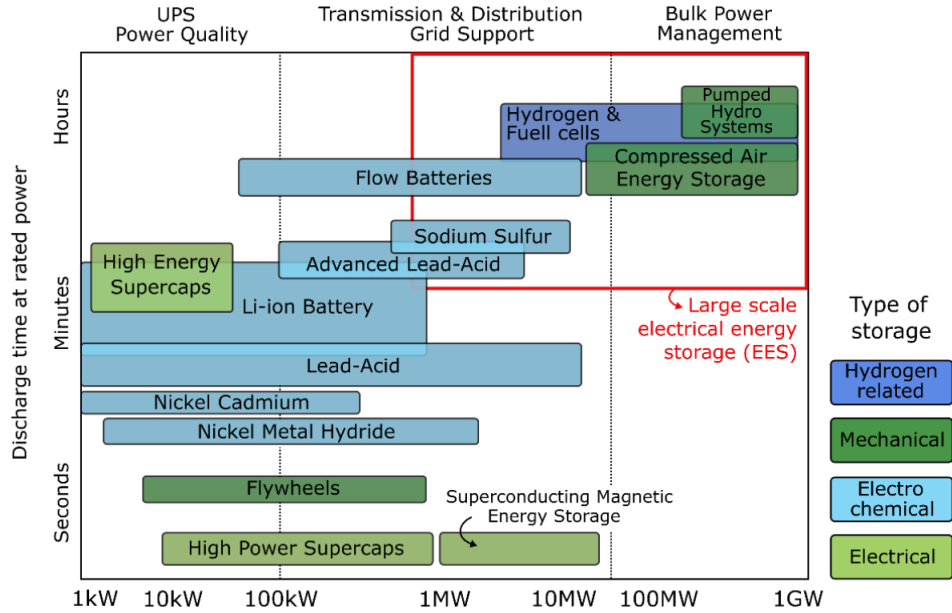 UPS
Power Quality
Transmission & Distribution
Grid Support
Bulk Power
Management
Discharge time at rated power
Hours
Minutes
Seconds
Pumped
Hydro
Systems
Hydrogen &
Fuell cells
Compressed Air
Energy Storage
Flow Batteries
Sodium Sulfur
Advanced Lead-Acid
High Energy
Supercaps
Li-ion Battery
Large scale
electrical energy
storage (EES)
Lead-Acid
Nickel Cadmium
Nickel Metal Hydride
Flywheels
Superconducting Magnetic
Energy Storage
High Power Supercaps
1kW
10kW
100kW
1MW
10MW
100MW
1GW
Type of
storage
Hydrogen
related
Mechanical
Electro
chemical
Electrical